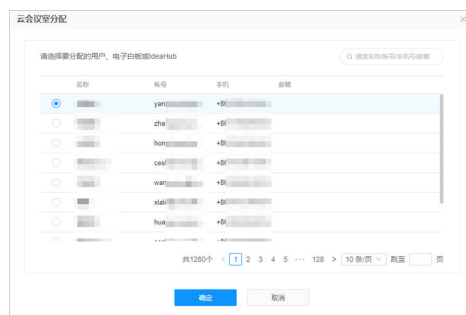 云会议室分配 ×
请选择要分配的用户，电子白板或IdeaHub 搜索名称/帐号/手机号/邮箱
名称 帐号 手机 邮箱
yan +86
zha +86
hon +86
ces +86
wan +86
xiak +86
hua +86
共1280个 < 1 2 3 4 5 ··· 128 > 10 条/页 跳至 页
确定 取消